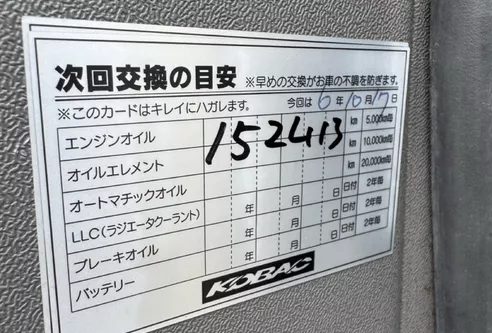 次回交換の目安 ※早めの交換がお車の不調を防ぎます。
※このカードはキレイにハガレます。 今回は 6年 10月 17日
エンジンオイル 152413 km 5,000km毎
オイルエレメント km 10,000km毎
オートマチックオイル km 20,000km毎
LLC(ラジエータクーラント) 年 月 日付 2年毎
ブレーキオイル 年 月 日付 2年毎
バッテリー 年 月 日付 2年毎
KOBAC